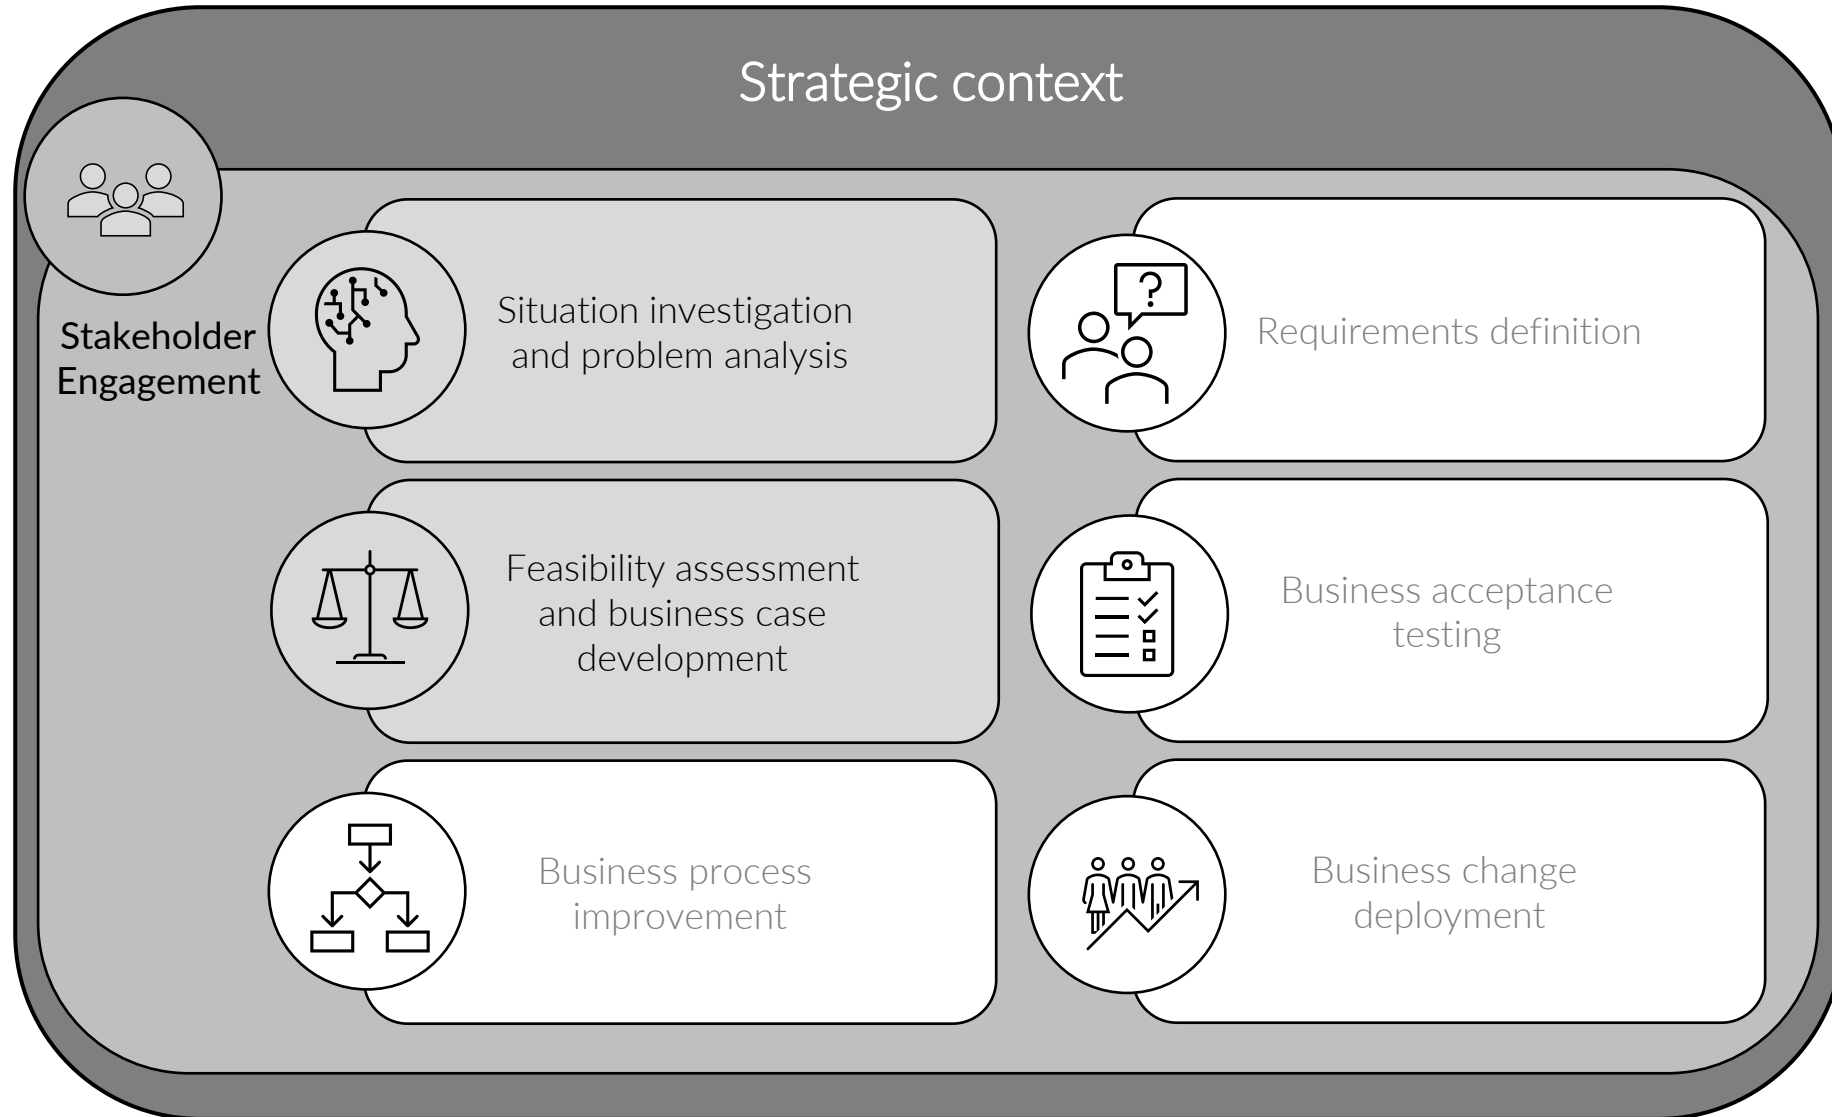 Strategic context
Stakeholder
Engagement
Situation investigation
and problem analysis
Feasibility assessment
and business case
development
Business process
improvement
?
Requirements definition
Business acceptance
testing
Business change
deployment